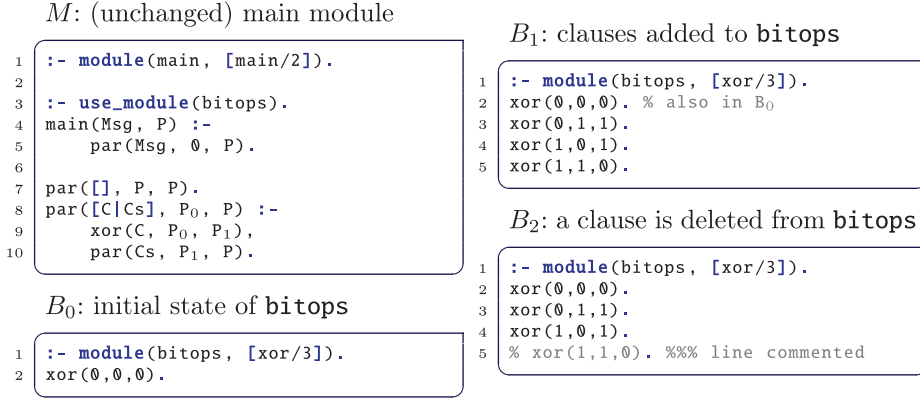 M: (unchanged) main module
1 :- module(main, [main/2]).
2
3 :- use_module(bitops).
4 main(Msg, P) :-
5     par(Msg, 0, P).
6
7 par([], P, P).
8 par([C|Cs], P₀, P) :-
9     xor(C, P₀, P₁),
10     par(Cs, P₁, P).
B₀: initial state of bitops
1 :- module(bitops, [xor/3]).
2 xor(0,0,0).
B₁: clauses added to bitops
1 :- module(bitops, [xor/3]).
2 xor(0,0,0). % also in B₀
3 xor(0,1,1).
4 xor(1,0,1).
5 xor(1,1,0).
B₂: a clause is deleted from bitops
1 :- module(bitops, [xor/3]).
2 xor(0,0,0).
3 xor(0,1,1).
4 xor(1,0,1).
5 % xor(1,1,0). %%% line commented